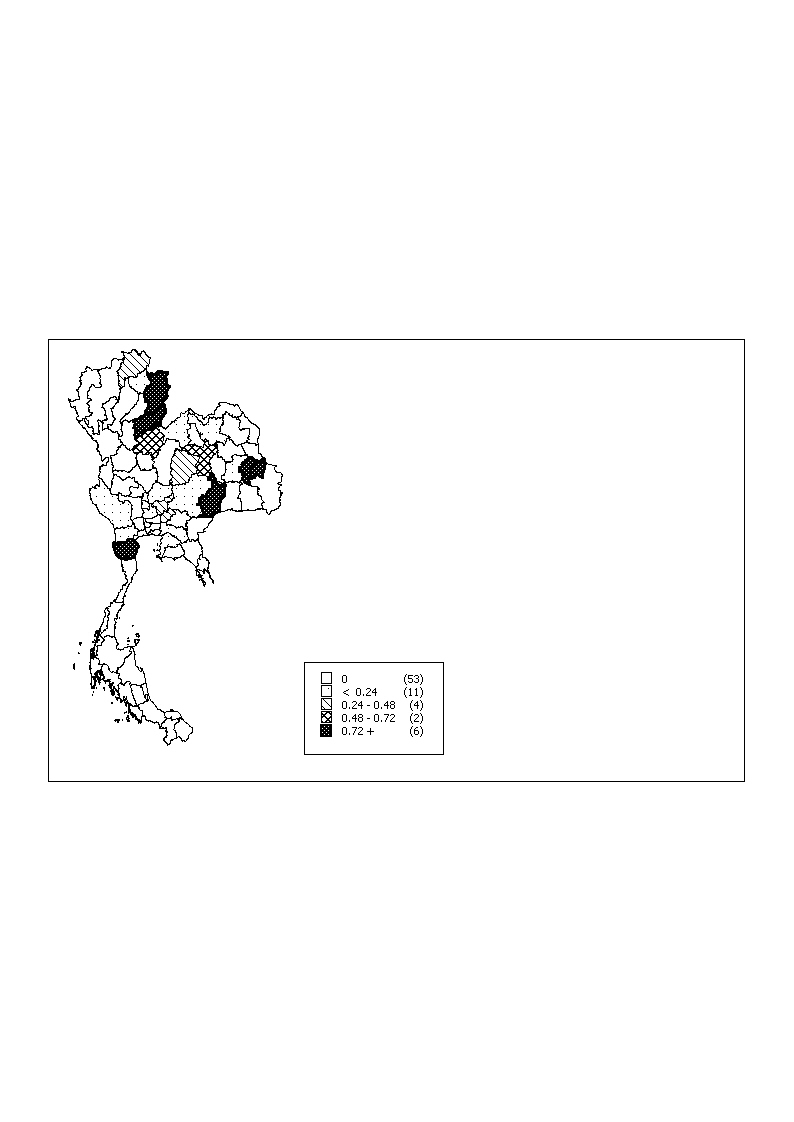 0 (53)
< 0.24 (11)
0.24 - 0.48 (4)
0.48 - 0.72 (2)
0.72 + (6)